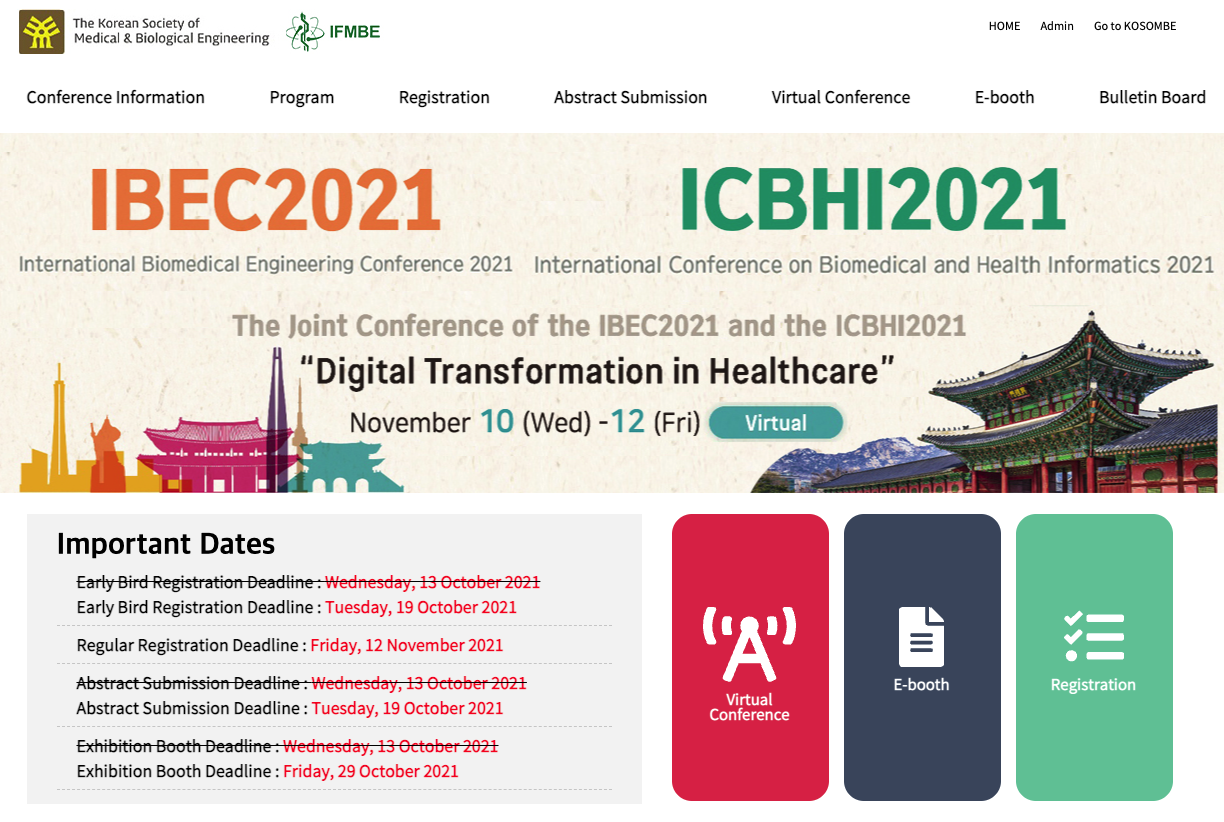 The Korean Society of
Medical & Biological Engineering
IFMBE
HOME Admin Go to KOSOMBE
Conference Information Program Registration Abstract Submission Virtual Conference E-booth Bulletin Board
IBEC2021 ICBHI2021
International Biomedical Engineering Conference 2021 International Conference on Biomedical and Health Informatics 2021
The Joint Conference of the IBEC2021 and the ICBHI2021
“Digital Transformation in Healthcare”
November 10 (Wed) -12 (Fri) Virtual
Important Dates
Early Bird Registration Deadline : Wednesday, 13 October 2021
Early Bird Registration Deadline : Tuesday, 19 October 2021
Regular Registration Deadline : Friday, 12 November 2021
Abstract Submission Deadline : Wednesday, 13 October 2021
Abstract Submission Deadline : Tuesday, 19 October 2021
Exhibition Booth Deadline : Wednesday, 13 October 2021
Exhibition Booth Deadline : Friday, 29 October 2021
Virtual
Conference
E-booth
Registration